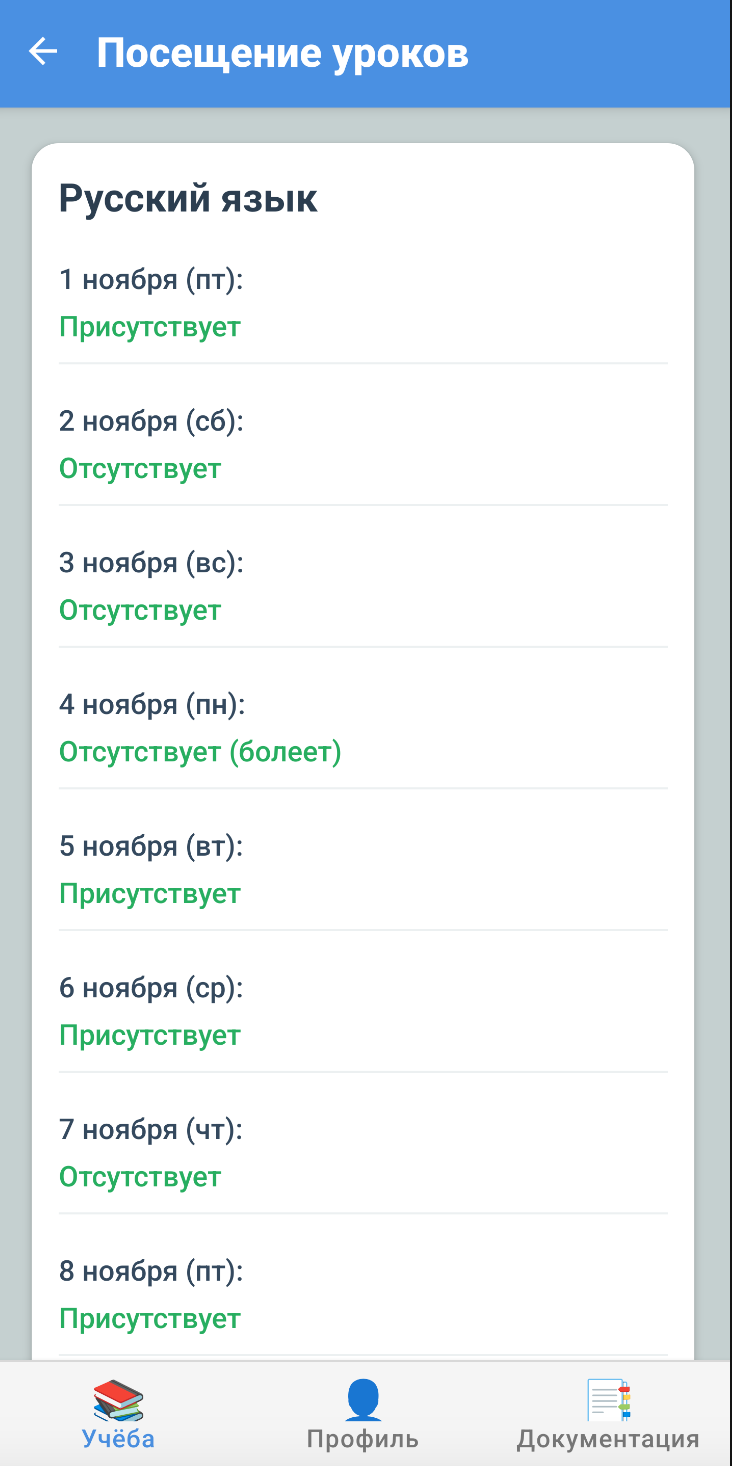 Посещение уроков
Русский язык
1 ноября (пт):
Присутствует
2 ноября (сб):
Отсутствует
3 ноября (вс):
Отсутствует
4 ноября (пн):
Отсутствует (болеет)
5 ноября (вт):
Присутствует
6 ноября (ср):
Присутствует
7 ноября (чт):
Отсутствует
8 ноября (пт):
Присутствует
Учёба
Профиль
Документация